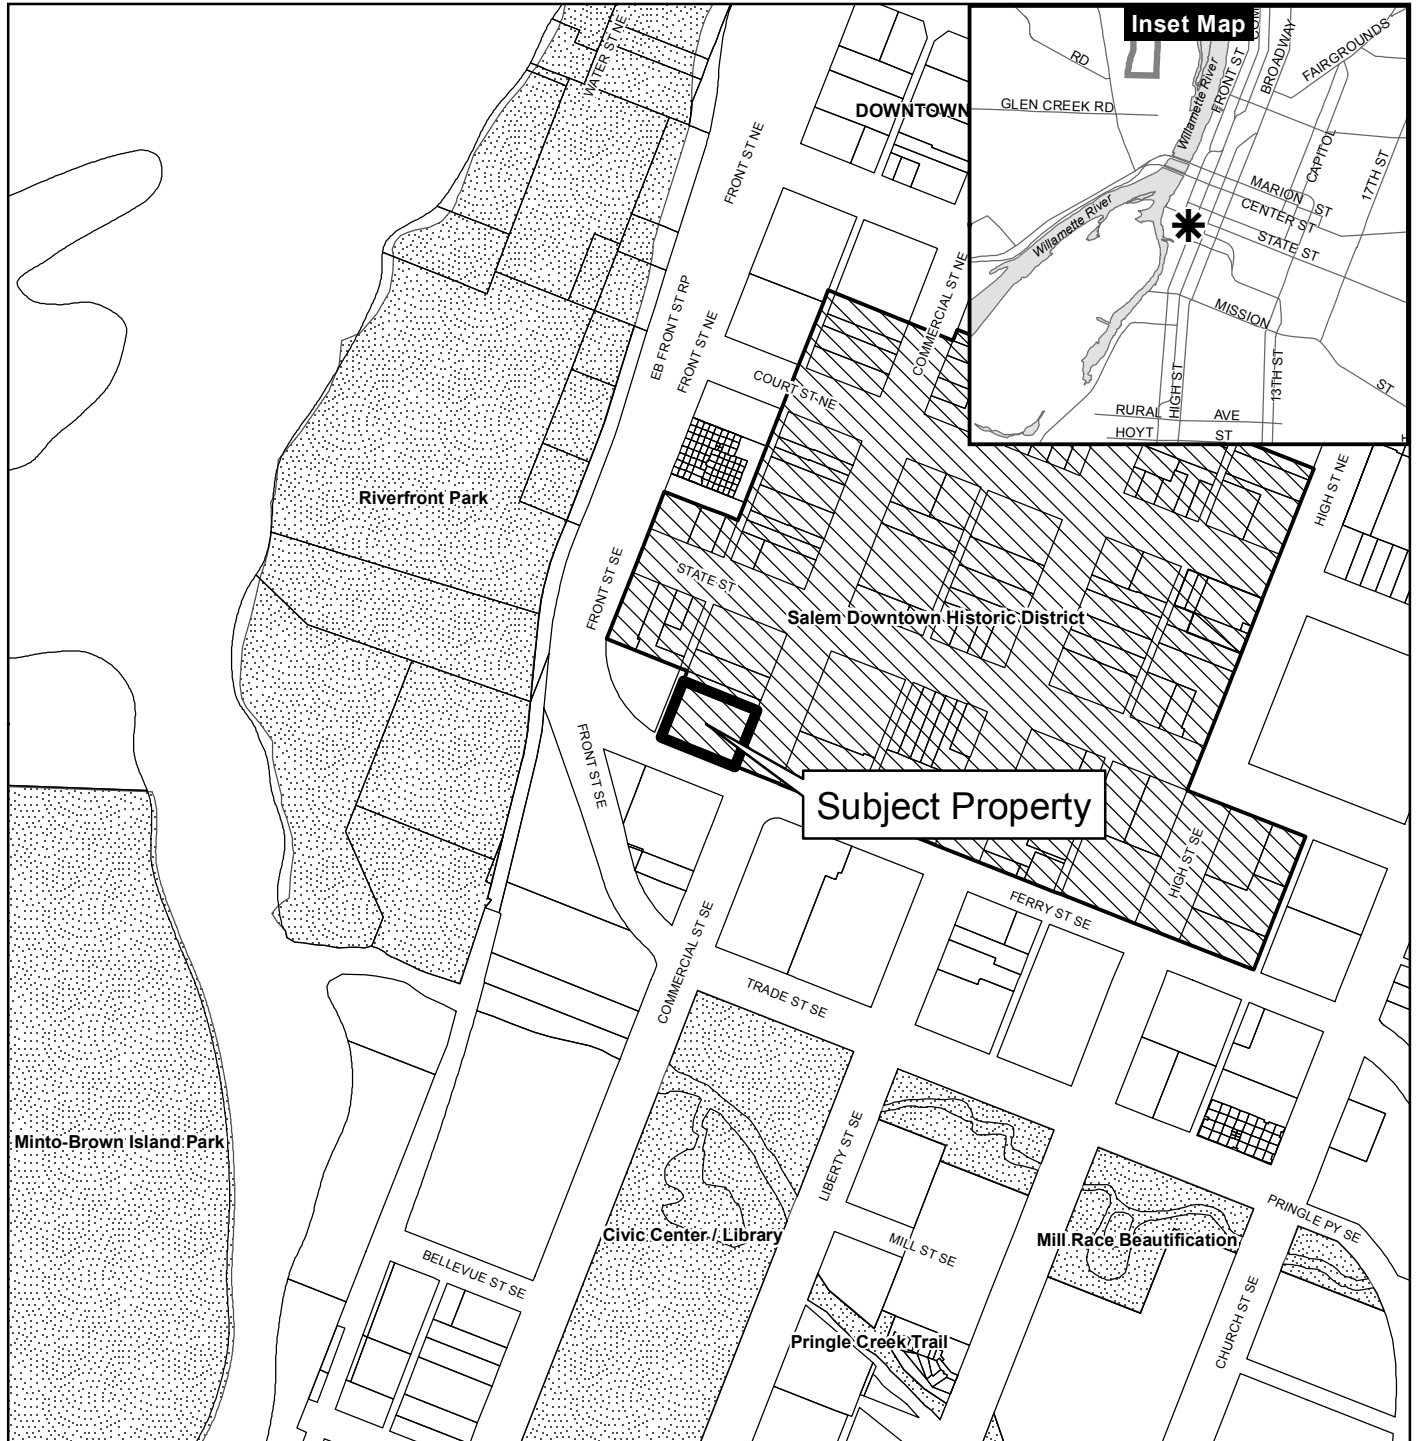 Inset Map
WATER ST NE
FRONT ST NE
DOWNTOWN
RD
GLEN CREEK RD
Willamette River
FRONT ST
COM
BROADWAY
FAIRGROUNDS
CAPITOL
17TH ST
MARION ST
CENTER ST
STATE ST
Willamette River
MISSION ST
13TH ST
HIGH ST
RURAL AVE
HOYT ST
EB FRONT ST RP
FRONT ST NE
COMMERCIAL ST NE
COURT ST NE
HIGH ST NE
Riverfront Park
FRONT ST SE
STATE ST
Salem Downtown Historic District
FRONT ST SE
Subject Property
HIGH ST SE
FERRY ST SE
COMMERCIAL ST SE
TRADE ST SE
Minto-Brown Island Park
LIBERTY ST SE
PRINGLE PY SE
Civic Center / Library
MILL ST SE
Mill Race Beautification
BELLEVUE ST SE
CHURCH ST SE
Pringle Creek Trail